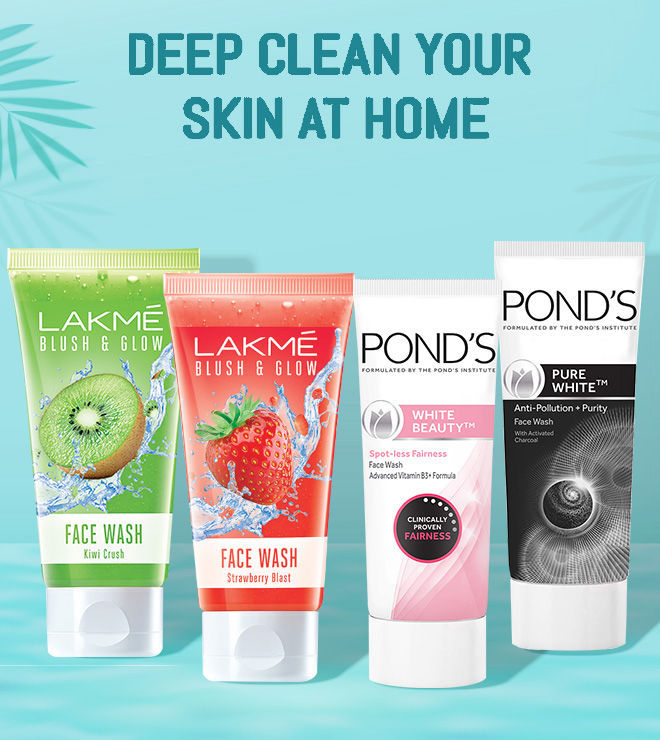 DEEP CLEAN YOUR
SKIN AT HOME
LAKMÉ
BLUSH & GLOW
FACE WASH
Kiwi Crush
LAKMÉ
BLUSH & GLOW
FACE WASH
Strawberry Blast
POND'S
FORMULATED BY THE POND'S INSTITUTE
WHITE
BEAUTY™
Spot-less Fairness
Face Wash
Advanced Vitamin B3+ Formula
CLINICALLY
PROVEN
FAIRNESS
POND'S
FORMULATED BY THE POND'S INSTITUTE
PURE
WHITE™
Anti-Pollution + Purity
Face Wash
With Activated
Charcoal